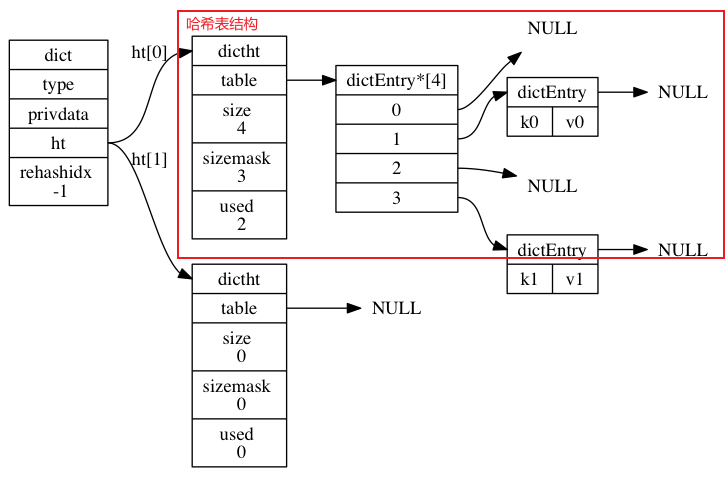 哈希表结构
dict
type
privdata
ht
rehashidx
-1
ht[0]
ht[1]
dictht
table
size
4
sizemask
3
used
2
dictEntry*[4]
0
1
2
3
NULL
dictEntry
k0 v0
NULL
NULL
dictEntry
k1 v1
NULL
dictht
table
size
0
sizemask
0
used
0
NULL